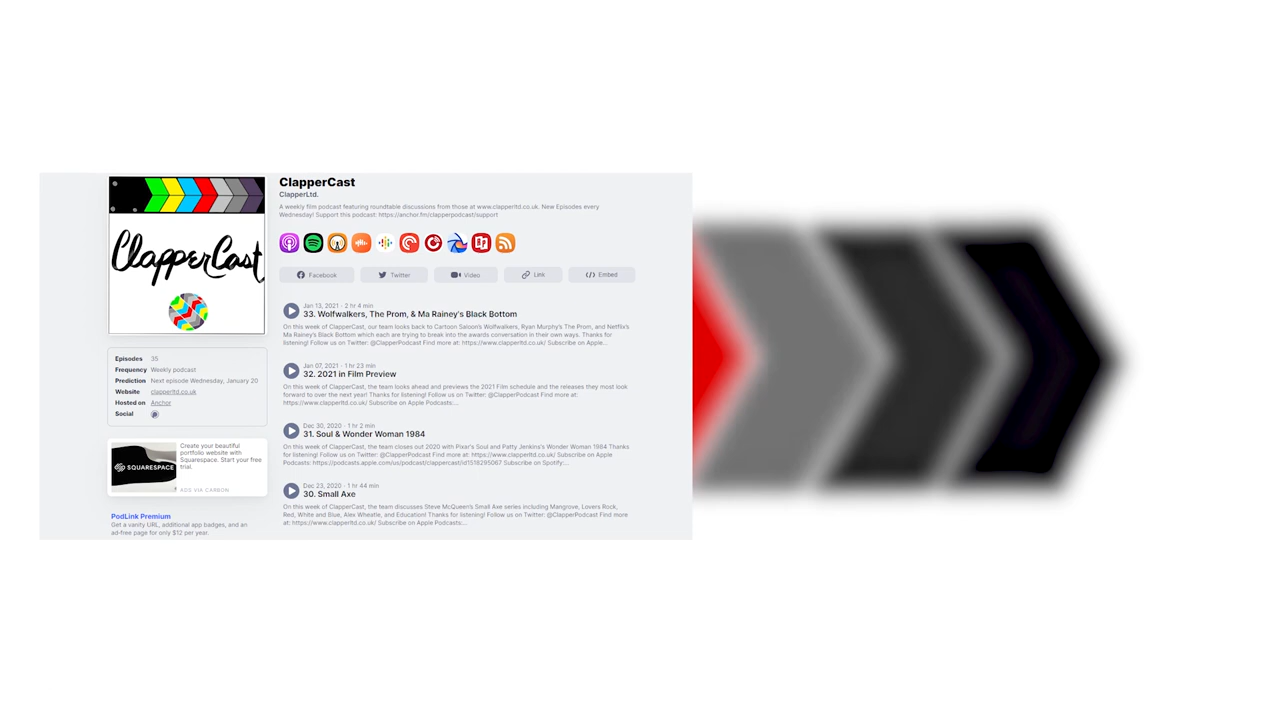 ClapperCast
Episodes 35
Frequency Weekly podcast
Prediction Next episode Wednesday, January 20
Website clapperltd.co.uk
Hosted on Anchor
Social
SQUARESPACE
Create your beautiful
portfolio website with
Squarespace. Start your free
trial.
ADS VIA CARBON
PodLink Premium
Get a vanity URL, additional app badges, and an
ad-free page for only $12 per year.
ClapperCast
ClapperLtd.
A weekly film podcast featuring roundtable discussions from those at www.clapperltd.co.uk. New Episodes every
Wednesday! Support this podcast: https://anchor.fm/clapperpodcast/support
Facebook
Twitter
Video
Link
Embed
Jan 13, 2021 · 2 hr 4 min
33. Wolfwalkers, The Prom, & Ma Rainey's Black Bottom
On this week of ClapperCast, our team looks back to Cartoon Saloon's Wolfwalkers, Ryan Murphy's The Prom, and Netflix's
Ma Rainey's Black Bottom which each are trying to break into the awards conversation in their own ways. Thanks for
listening! Follow us on Twitter: @ClapperPodcast Find more at: https://www.clapperltd.co.uk/ Subscribe on Apple...
Jan 07, 2021 · 1 hr 23 min
32. 2021 in Film Preview
On this week of ClapperCast, the team looks ahead and previews the 2021 Film schedule and the releases they most look
forward to over the next year! Thanks for listening! Follow us on Twitter: @ClapperPodcast Find more at:
https://www.clapperltd.co.uk/ Subscribe on Apple Podcasts:...
Dec 30, 2020 · 1 hr 2 min
31. Soul & Wonder Woman 1984
On this week of ClapperCast, the team closes out 2020 with Pixar's Soul and Patty Jenkins's Wonder Woman 1984.Thanks
for listening! Follow us on Twitter: @ClapperPodcast Find more at: https://www.clapperltd.co.uk/ Subscribe on Apple
Podcasts: https://podcasts.apple.com/us/podcast/clappercast/id1518295067 Subscribe on Spotify:...
Dec 23, 2020 · 1 hr 44 min
30. Small Axe
On this week of ClapperCast, the team discusses Steve McQueen's Small Axe series including Mangrove, Lovers Rock,
Red, White and Blue, Alex Wheatle, and Education! Thanks for listening! Follow us on Twitter: @ClapperPodcast Find more
at: https://www.clapperltd.co.uk/ Subscribe on Apple Podcasts:...